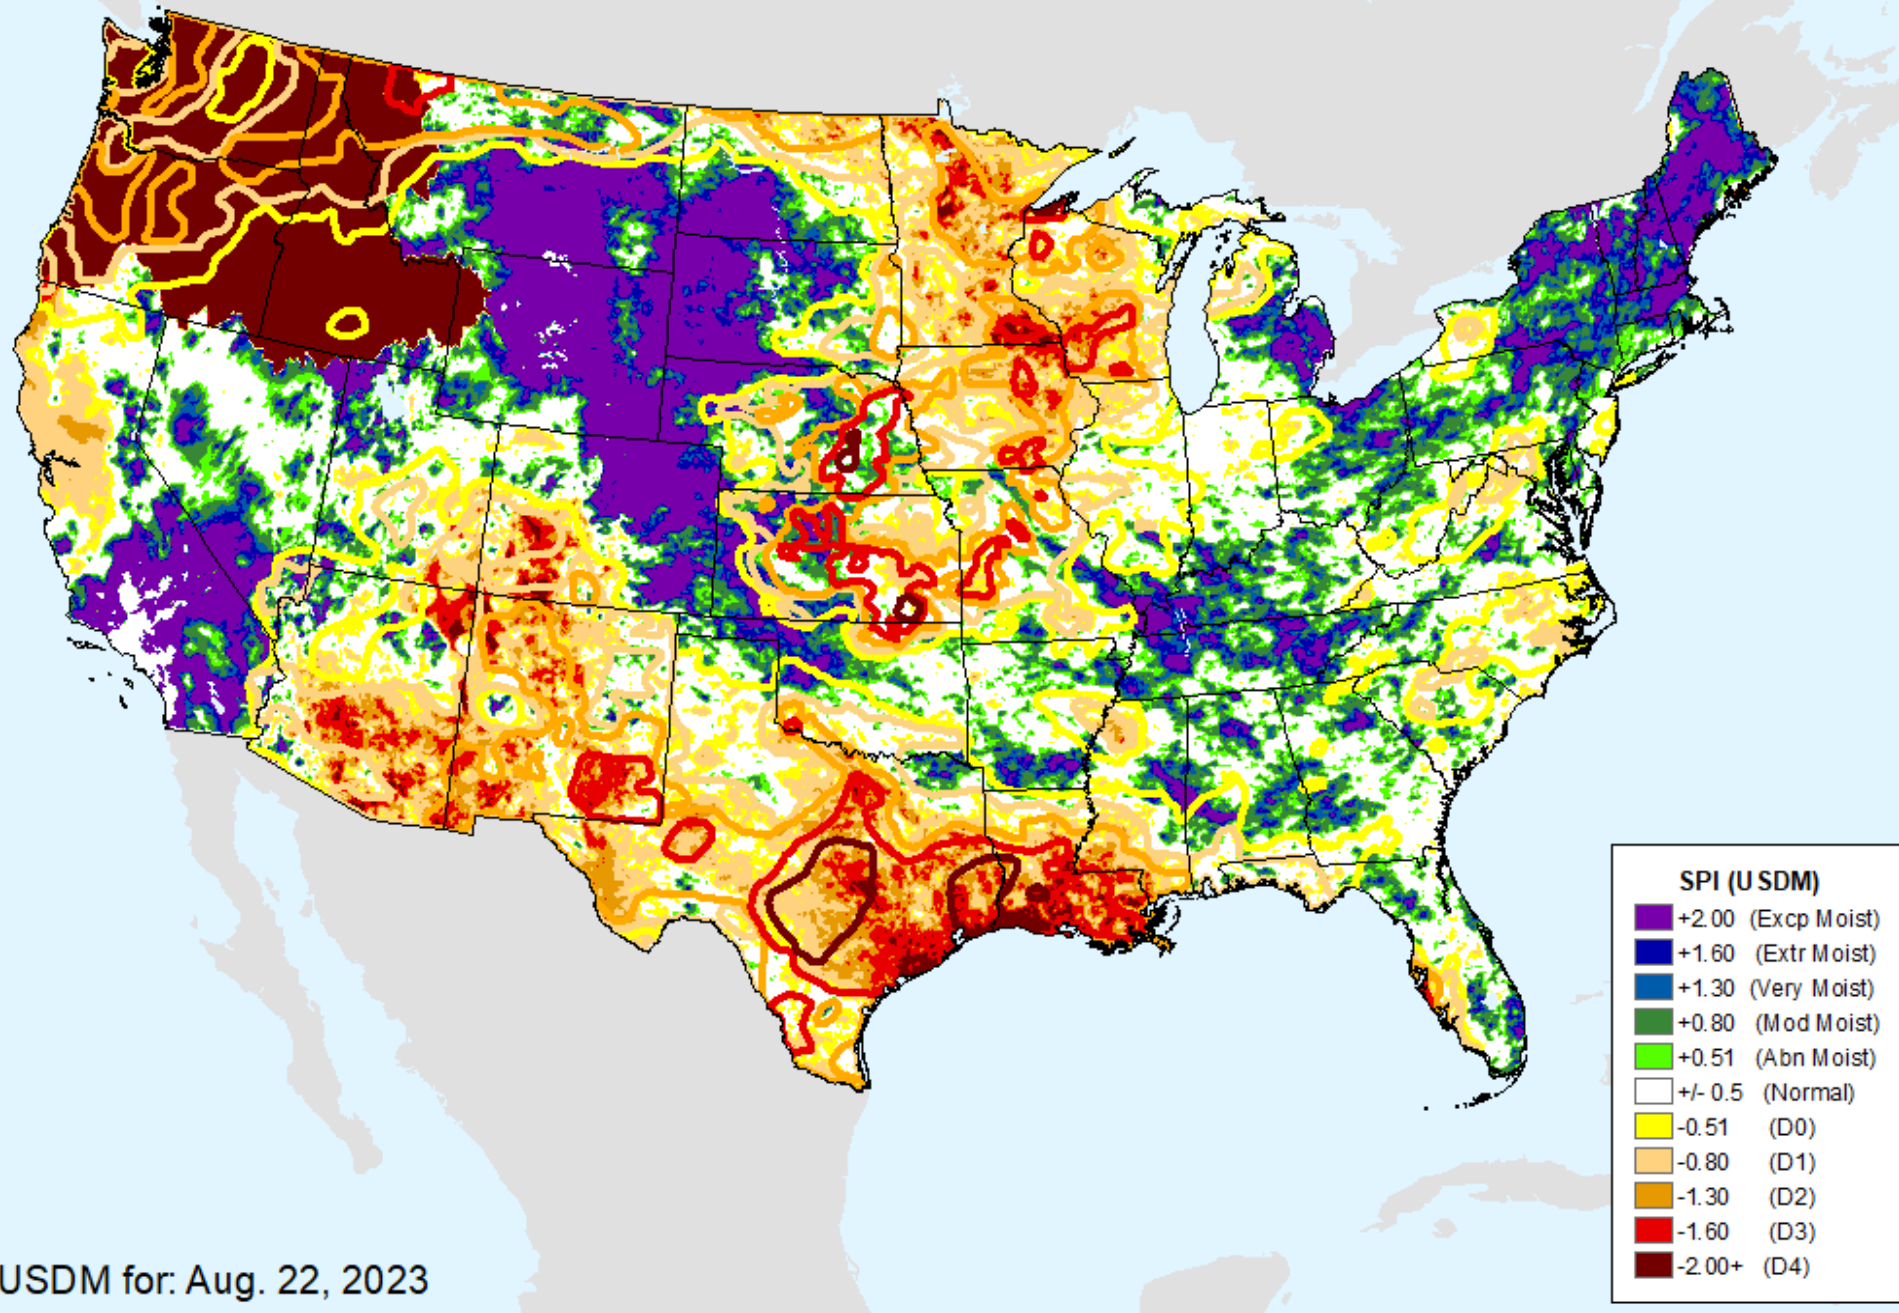 SPI (USDM)
+2.00 (Excp Moist)
+1.60 (Extr Moist)
+1.30 (Very Moist)
+0.80 (Mod Moist)
+0.51 (Abn Moist)
+/- 0.5 (Normal)
-0.51 (D0)
-0.80 (D1)
-1.30 (D2)
-1.60 (D3)
-2.00+ (D4)
USDM for: Aug. 22, 2023